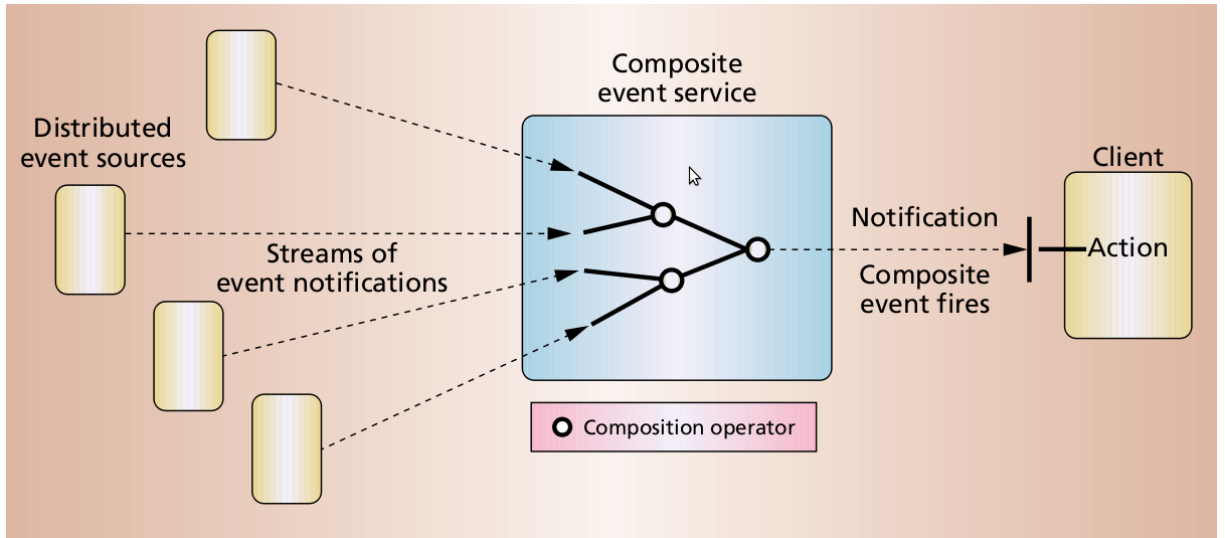 Composite
event service
Distributed
event sources
Client
Notification
Action
Streams of
event notifications
Composite
event fires
Composition operator